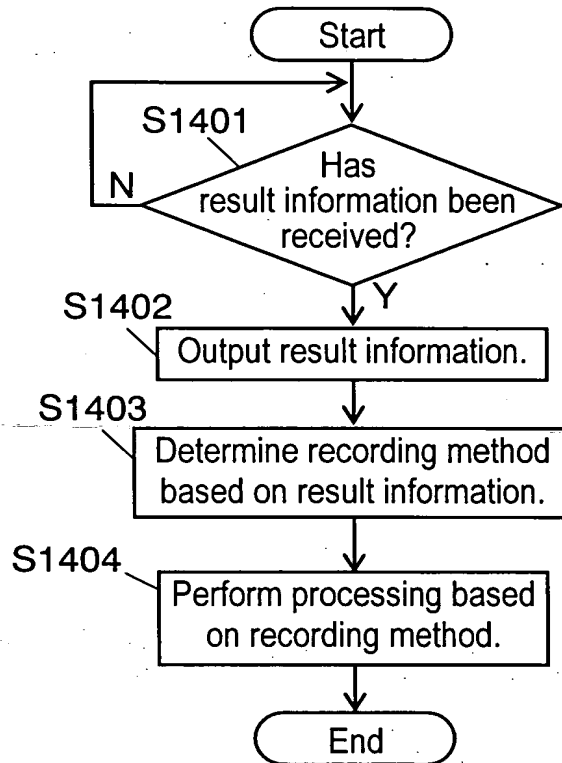 Start
S1401
Has
result information been
received?
N
Y
S1402
Output result information.
S1403
Determine recording method
based on result information.
S1404
Perform processing based
on recording method.
End